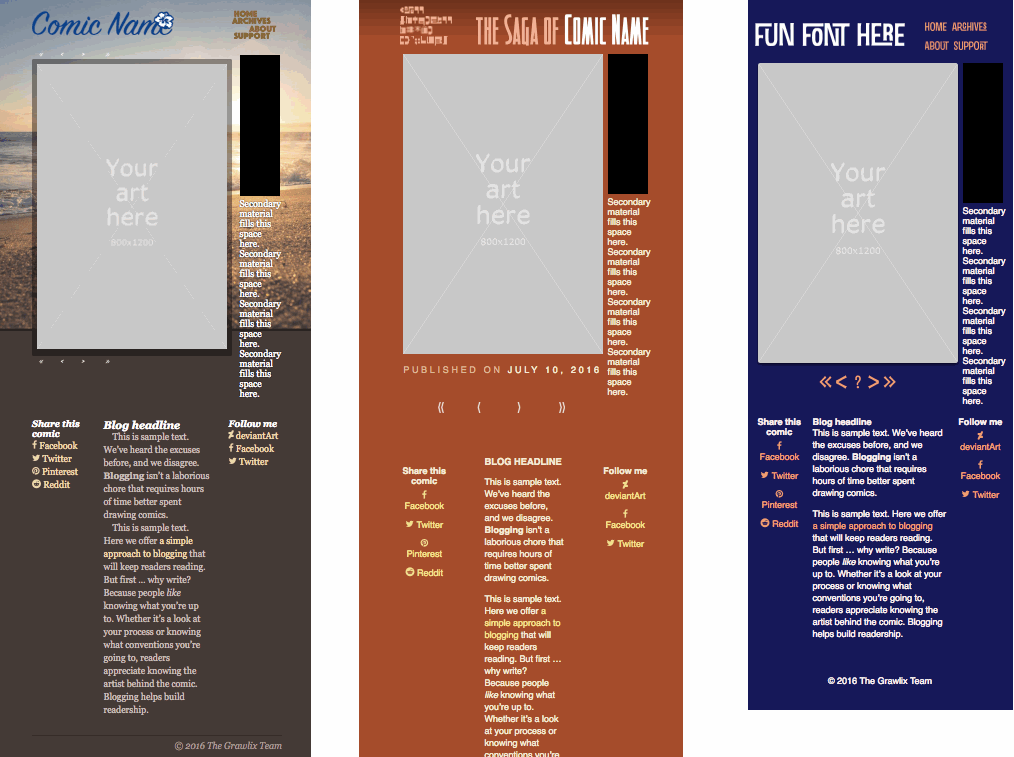 Comic Name
HOME
ARCHIVES
ABOUT
SUPPORT
« ‹ › »
Your
art
here
800x1200
Secondary
material
fills this
space
here.
Secondary
material
fills this
space
here.
Secondary
material
fills this
space
here.
Secondary
material
fills this
space
here.
« ‹ › »
Share this
comic
Facebook
Twitter
Pinterest
Reddit
Blog headline
This is sample text.
We've heard the excuses
before, and we disagree.
Blogging isn't a laborious
chore that requires hours
of time better spent
drawing comics.
This is sample text.
Here we offer a simple
approach to blogging that
will keep readers reading.
But first ... why write?
Because people like
knowing what you're up
to. Whether it's a look at
your process or knowing
what conventions you're
going to, readers
appreciate knowing the
artist behind the comic.
Blogging helps build
readership.
Follow me
deviantArt
Facebook
Twitter
© 2016 The Grawlix Team
THE SAGA OF COMIC NAME
Your
art
here
800x1200
Secondary
material
fills this
space
here.
Secondary
material
fills this
space
here.
Secondary
material
fills this
space
here.
Secondary
material
fills this
space
here.
PUBLISHED ON JULY 10, 2016
⟪ ⟨ ⟩ ⟫
Share this
comic
Facebook
Twitter
Pinterest
Reddit
BLOG HEADLINE
This is sample text.
We've heard the
excuses before,
and we disagree.
Blogging isn't a
laborious chore that
requires hours of
time better spent
drawing comics.
This is sample text.
Here we offer a
simple approach to
blogging that will
keep readers
reading. But first ...
why write?
Because people
like knowing what
you're up to.
Whether it's a look
at your process or
knowing what
conventions you're
Follow me
deviantArt
Facebook
Twitter
FUN FONT HERE
HOME ARCHIVES
ABOUT SUPPORT
Your
art
here
800x1200
Secondary
material
fills this
space
here.
Secondary
material
fills this
space
here.
Secondary
material
fills this
space
here.
Secondary
material
fills this
space
here.
« < ? > »
Share this
comic
Facebook
Twitter
Pinterest
Reddit
Blog headline
This is sample text. We've heard
the excuses before, and we
disagree. Blogging isn't a
laborious chore that requires
hours of time better spent
drawing comics.
This is sample text. Here we offer
a simple approach to blogging
that will keep readers reading.
But first ... why write? Because
people like knowing what you're
up to. Whether it's a look at your
process or knowing what
conventions you're going to,
readers appreciate knowing the
artist behind the comic. Blogging
helps build readership.
Follow me
deviantArt
Facebook
Twitter
© 2016 The Grawlix Team